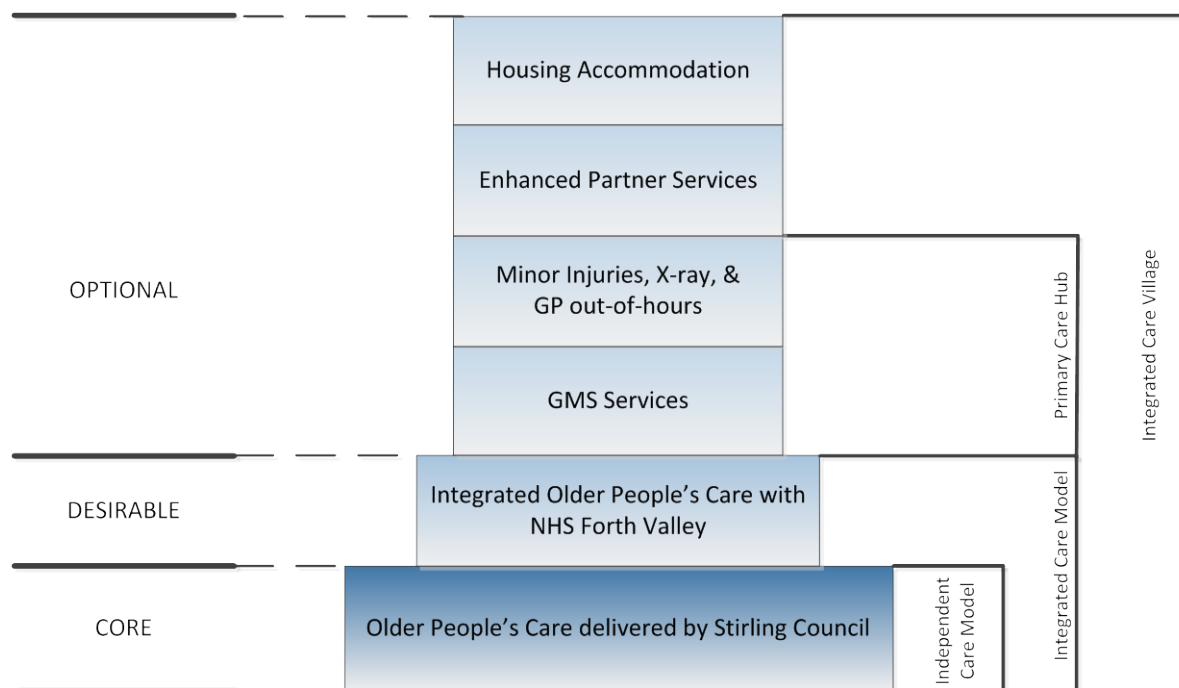 Housing Accommodation
Enhanced Partner Services
OPTIONAL
Minor Injuries, X-ray, &
GP out-of-hours
Primary Care Hub
Integrated Care Village
GMS Services
DESIRABLE
Integrated Older People’s Care with
NHS Forth Valley
Integrated Care Model
CORE
Older People’s Care delivered by Stirling Council
Independent
Care Model